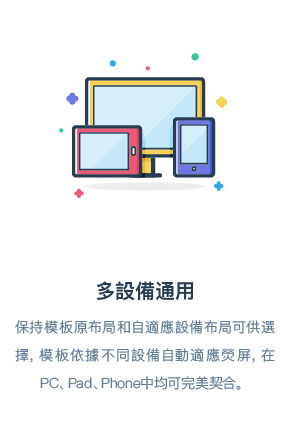 多設備通用
保持模板原布局和自適應設備布局可供選
擇, 模板依據不同設備自動適應熒屏, 在
PC、Pad、Phone中均可完美契合。